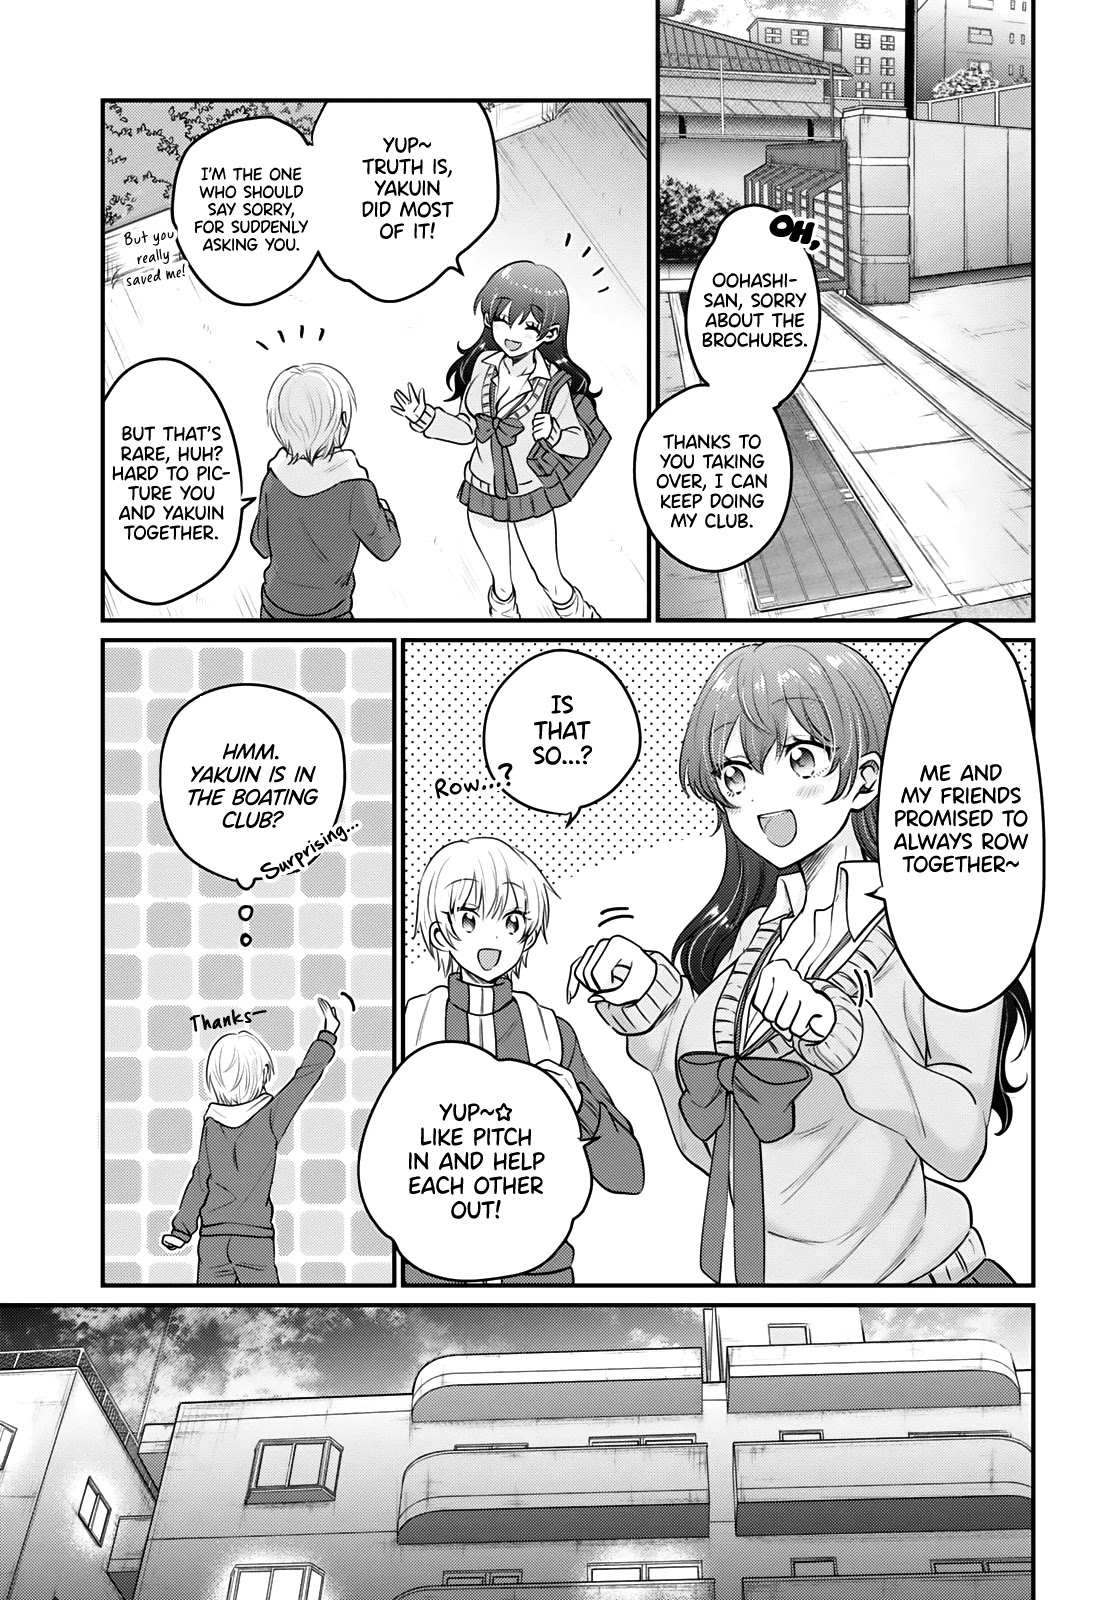 OH,
OOHASHI-
SAN, SORRY
ABOUT THE
BROCHURES.
THANKS TO
YOU TAKING
OVER, I CAN
KEEP DOING
MY CLUB.
YUP~
TRUTH IS,
YAKUIN
DID MOST
OF IT!
I'M THE ONE
WHO SHOULD
SAY SORRY,
FOR SUDDENLY
ASKING YOU.
But you
really
saved me!
BUT THAT'S
RARE, HUH?
HARD TO PIC-
TURE YOU
AND YAKUIN
TOGETHER.
ME AND
MY FRIENDS
PROMISED TO
ALWAYS ROW
TOGETHER~
IS
THAT
SO...?
Row...?
YUP~☆
LIKE PITCH
IN AND HELP
EACH OTHER
OUT!
HMM.
YAKUIN IS IN
THE BOATING
CLUB?
Surprising...
Thanks—